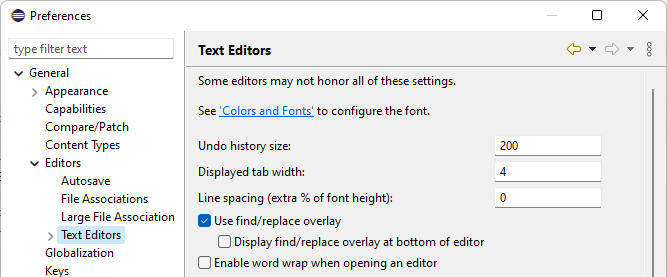 Preferences
type filter text
General
Appearance
Capabilities
Compare/Patch
Content Types
Editors
Autosave
File Associations
Large File Association
Text Editors
Globalization
Keys
Text Editors
Some editors may not honor all of these settings.
See 'Colors and Fonts' to configure the font.
Undo history size: 200
Displayed tab width: 4
Line spacing (extra % of font height): 0
Use find/replace overlay
Display find/replace overlay at bottom of editor
Enable word wrap when opening an editor